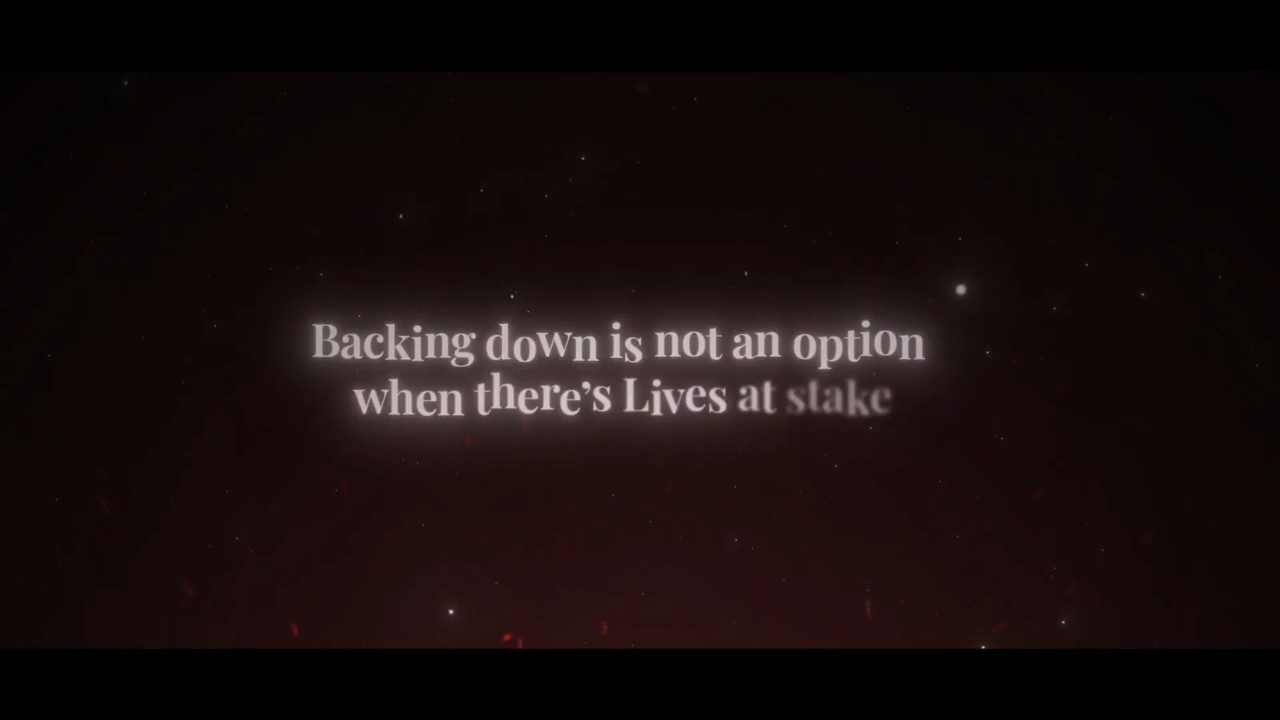 Backing down is not an option
when there's Lives at stake